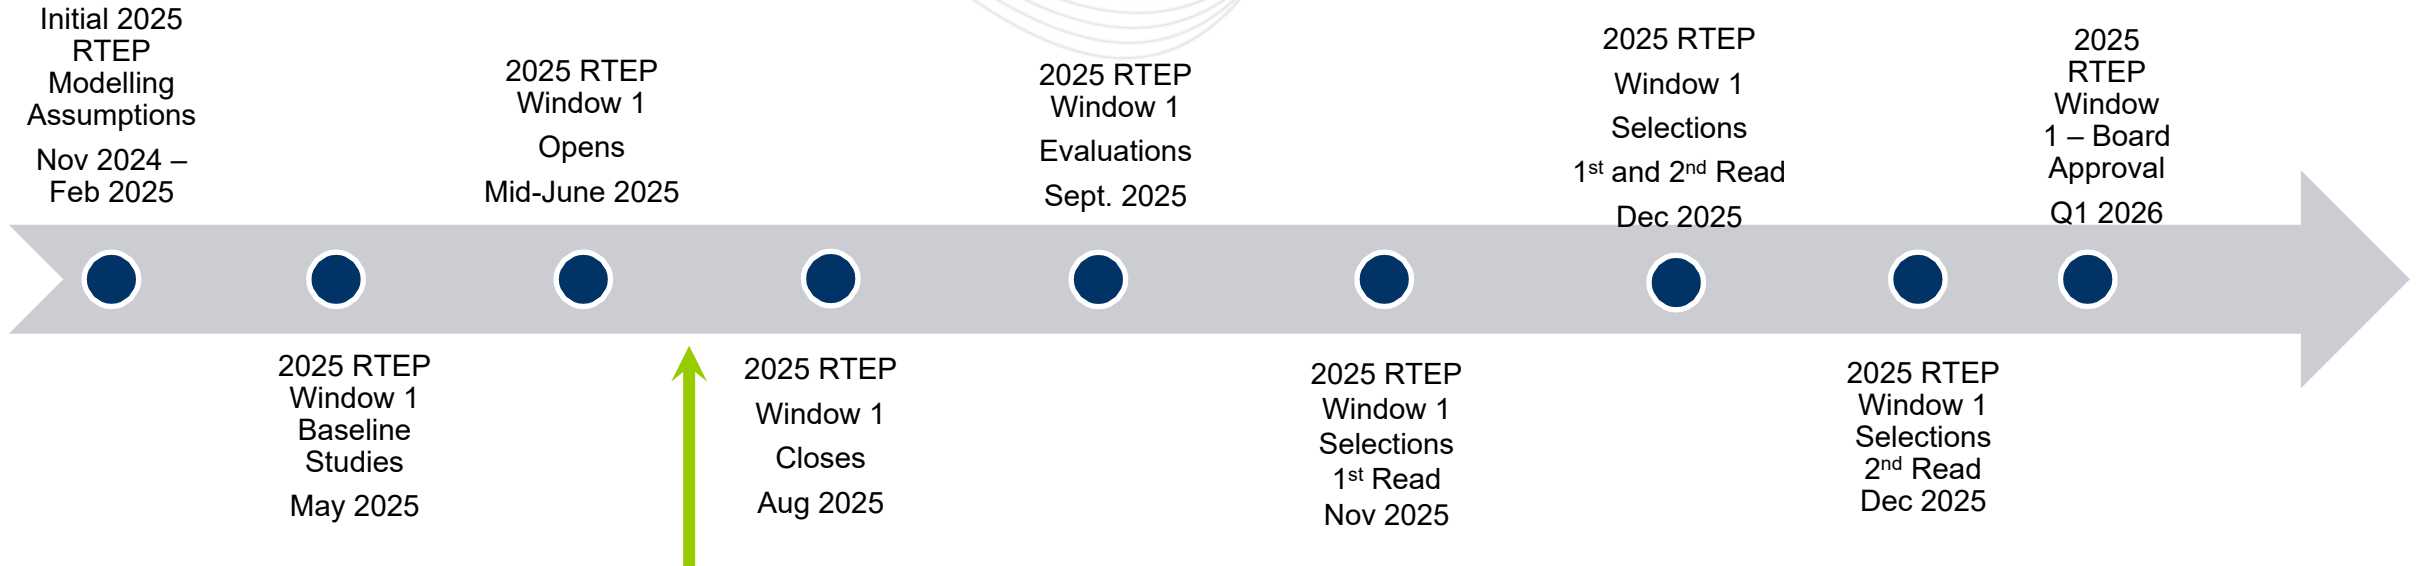 Initial 2025
RTEP
Modelling
Assumptions
Nov 2024 –
Feb 2025
2025 RTEP
Window 1
Baseline
Studies
May 2025
2025 RTEP
Window 1
Opens
Mid-June 2025
2025 RTEP
Window 1
Closes
Aug 2025
2025 RTEP
Window 1
Evaluations
Sept. 2025
2025 RTEP
Window 1
Selections
1st Read
Nov 2025
2025 RTEP
Window 1
Selections
1st and 2nd Read
Dec 2025
2025 RTEP
Window 1
Selections
2nd Read
Dec 2025
2025
RTEP
Window
1 – Board
Approval
Q1 2026